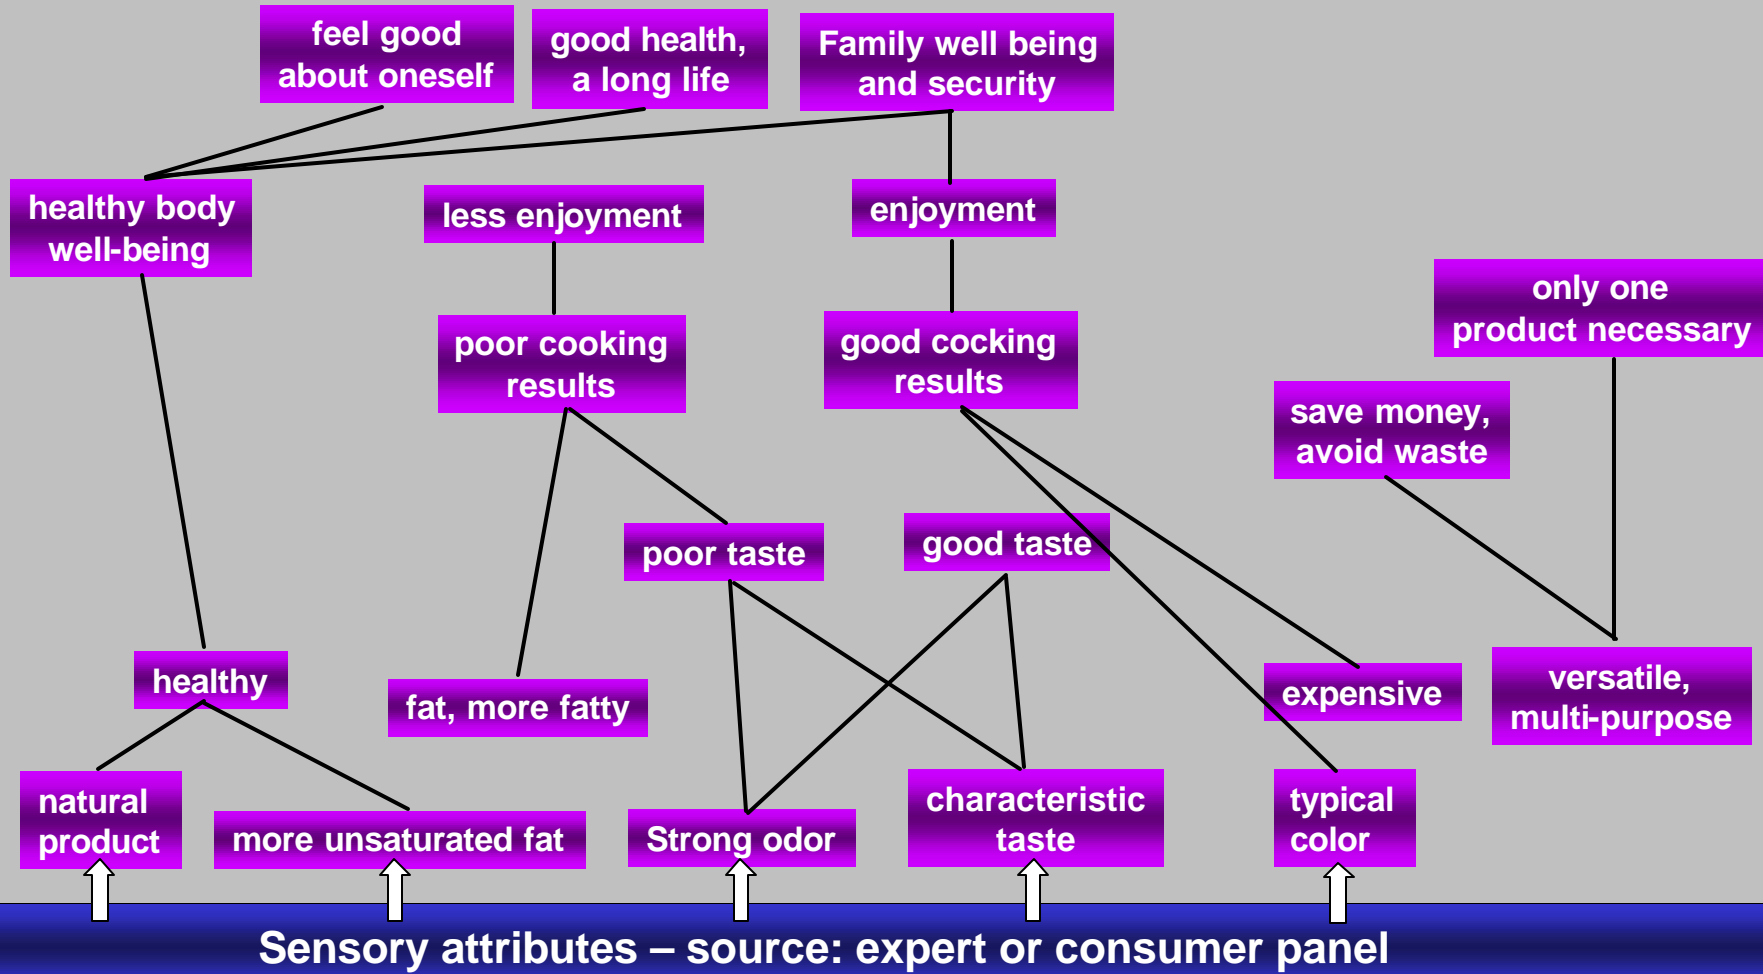 feel good
about oneself
good health,
a long life
Family well being
and security
healthy body
well-being
less enjoyment
enjoyment
only one
product necessary
poor cooking
results
good cocking
results
save money,
avoid waste
poor taste
good taste
healthy
fat, more fatty
expensive
versatile,
multi-purpose
natural
product
more unsaturated fat
Strong odor
characteristic
taste
typical
color
Sensory attributes – source: expert or consumer panel